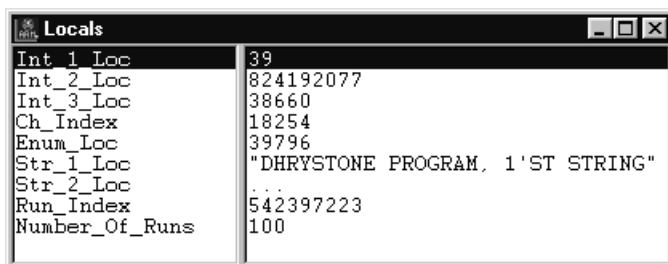 Locals
Int_1_Loc 39
Int_2_Loc 824192077
Int_3_Loc 38660
Ch_Index 18254
Enum_Loc 39796
Str_1_Loc "DHRYSTONE PROGRAM, 1'ST STRING"
Str_2_Loc ...
Run_Index 542397223
Number_Of_Runs 100